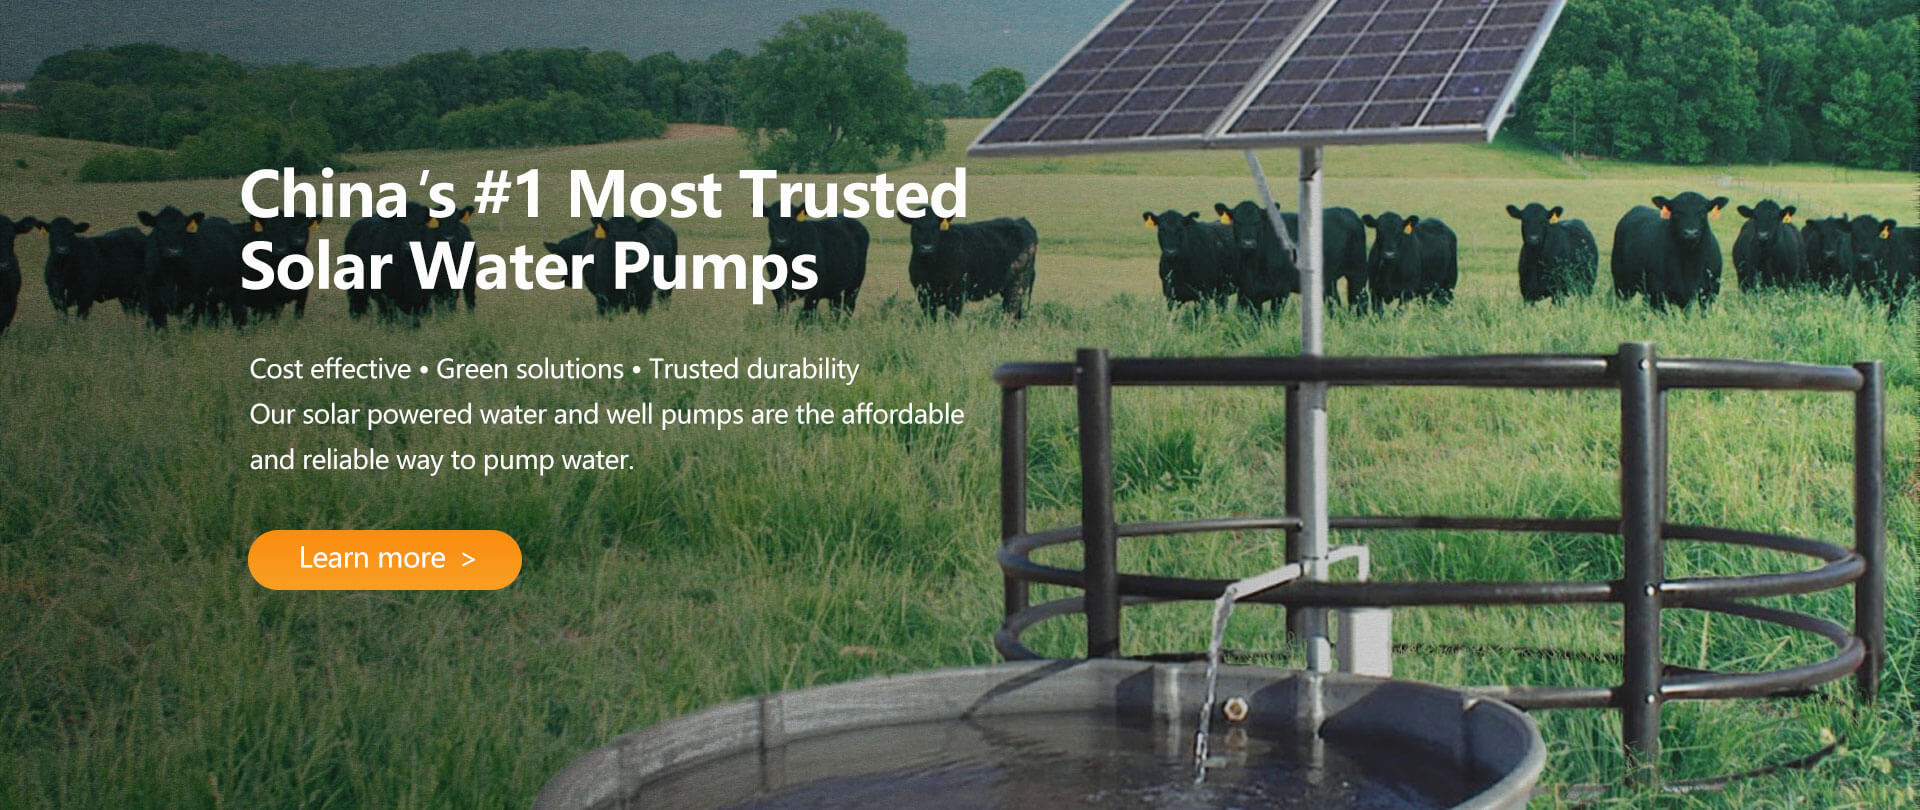 China's #1 Most Trusted
Solar Water Pumps
Cost effective • Green solutions • Trusted durability
Our solar powered water and well pumps are the affordable
and reliable way to pump water.
Learn more >